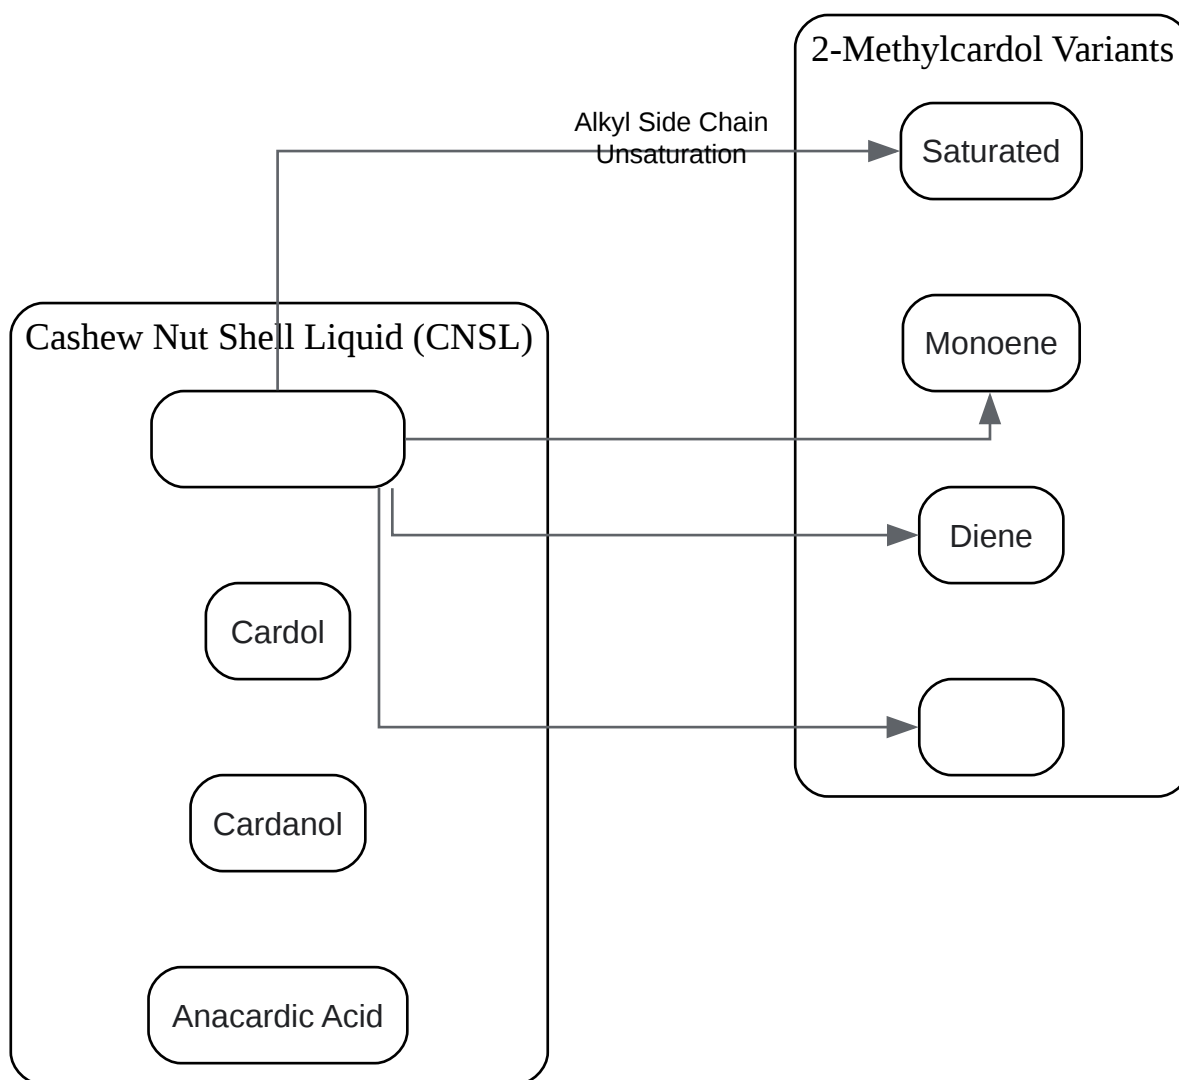 2-Methylcardol Variants
Alkyl Side Chain
Unsaturation
Saturated
Cashew Nut Shell Liquid (CNSL)
Monoene
Diene
Cardol
Cardanol
Anacardic Acid